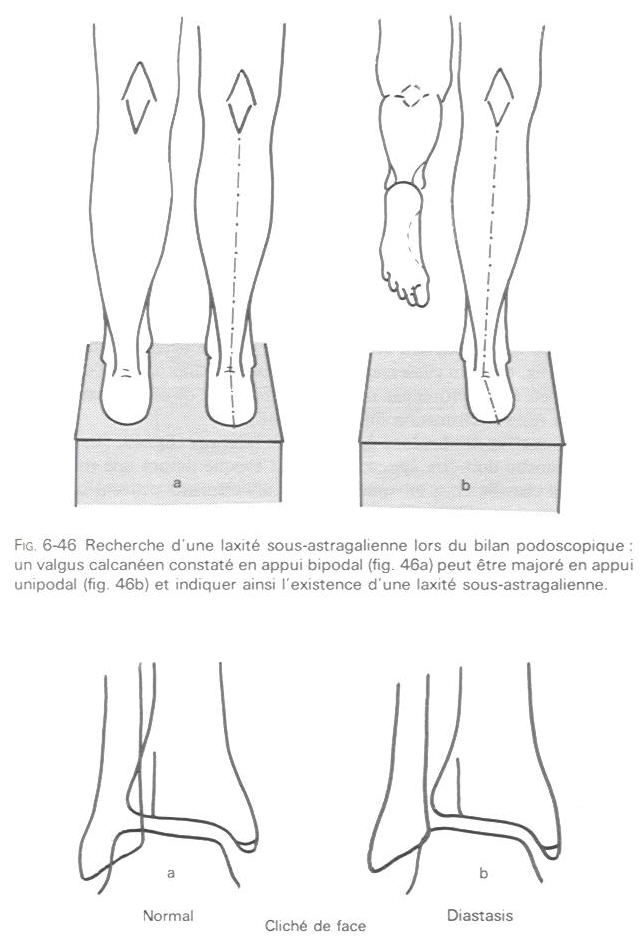 a
b
FIG. 6-46 Recherche d'une laxité sous-astragalienne lors du bilan podoscopique :
un valgus calcanéen constaté en appui bipodal (fig. 46a) peut être majoré en appui
unipodal (fig. 46b) et indiquer ainsi l'existence d'une laxité sous-astragalienne.
a
b
Normal
Diastasis
Cliché de face